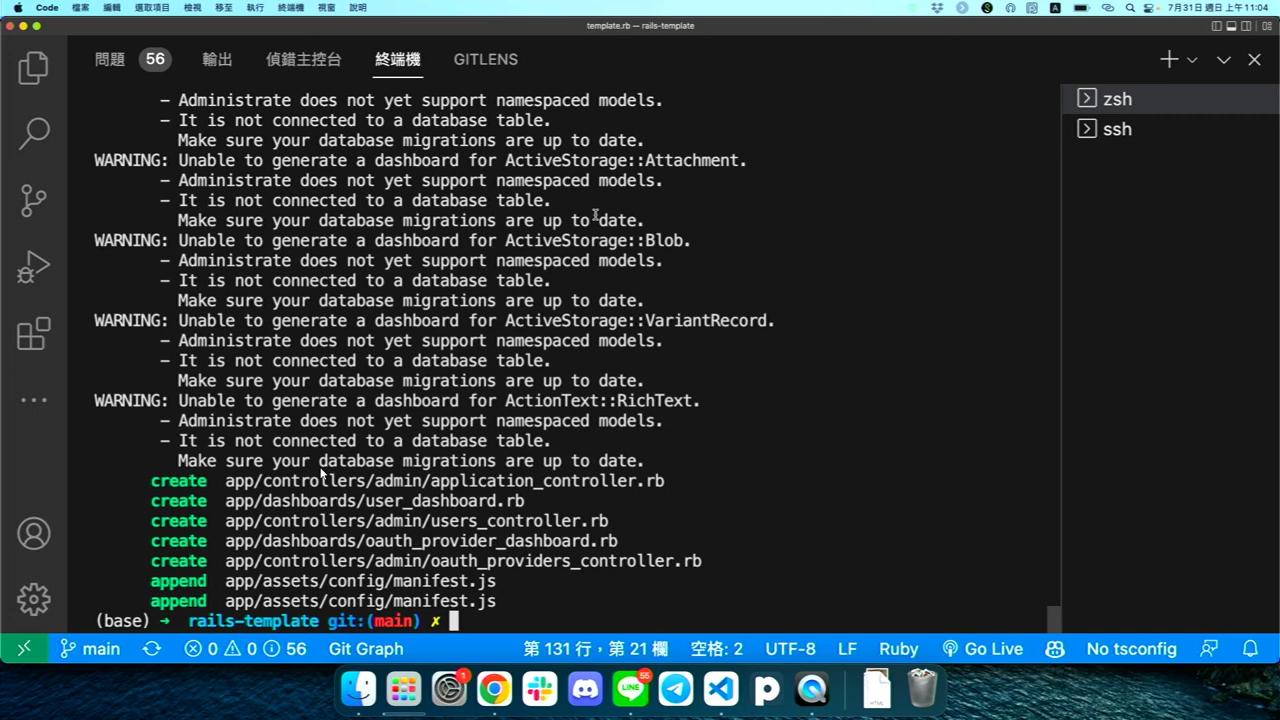 Code 檔案 編輯 選取項目 檢視 移至 執行 終端機 視窗 說明 A 7月31日 週日 上午 11:04
template.rb — rails-template
問題 56 輸出 偵錯主控台 終端機 GITLENS
zsh
ssh
– Administrate does not yet support namespaced models.
– It is not connected to a database table.
Make sure your database migrations are up to date.
WARNING: Unable to generate a dashboard for ActiveStorage::Attachment.
– Administrate does not yet support namespaced models.
– It is not connected to a database table.
Make sure your database migrations are up to date.
WARNING: Unable to generate a dashboard for ActiveStorage::Blob.
– Administrate does not yet support namespaced models.
– It is not connected to a database table.
Make sure your database migrations are up to date.
WARNING: Unable to generate a dashboard for ActiveStorage::VariantRecord.
– Administrate does not yet support namespaced models.
– It is not connected to a database table.
Make sure your database migrations are up to date.
WARNING: Unable to generate a dashboard for ActionText::RichText.
– Administrate does not yet support namespaced models.
– It is not connected to a database table.
Make sure your database migrations are up to date.
create app/controllers/admin/application_controller.rb
create app/dashboards/user_dashboard.rb
create app/controllers/admin/users_controller.rb
create app/dashboards/oauth_provider_dashboard.rb
create app/controllers/admin/oauth_providers_controller.rb
append app/assets/config/manifest.js
append app/assets/config/manifest.js
(base) ➜ rails-template git:(main) ✗
main 0 0 56 Git Graph 第 131 行，第 21 欄 空格: 2 UTF-8 LF Ruby Go Live No tsconfig
1 LINE 55 HTML